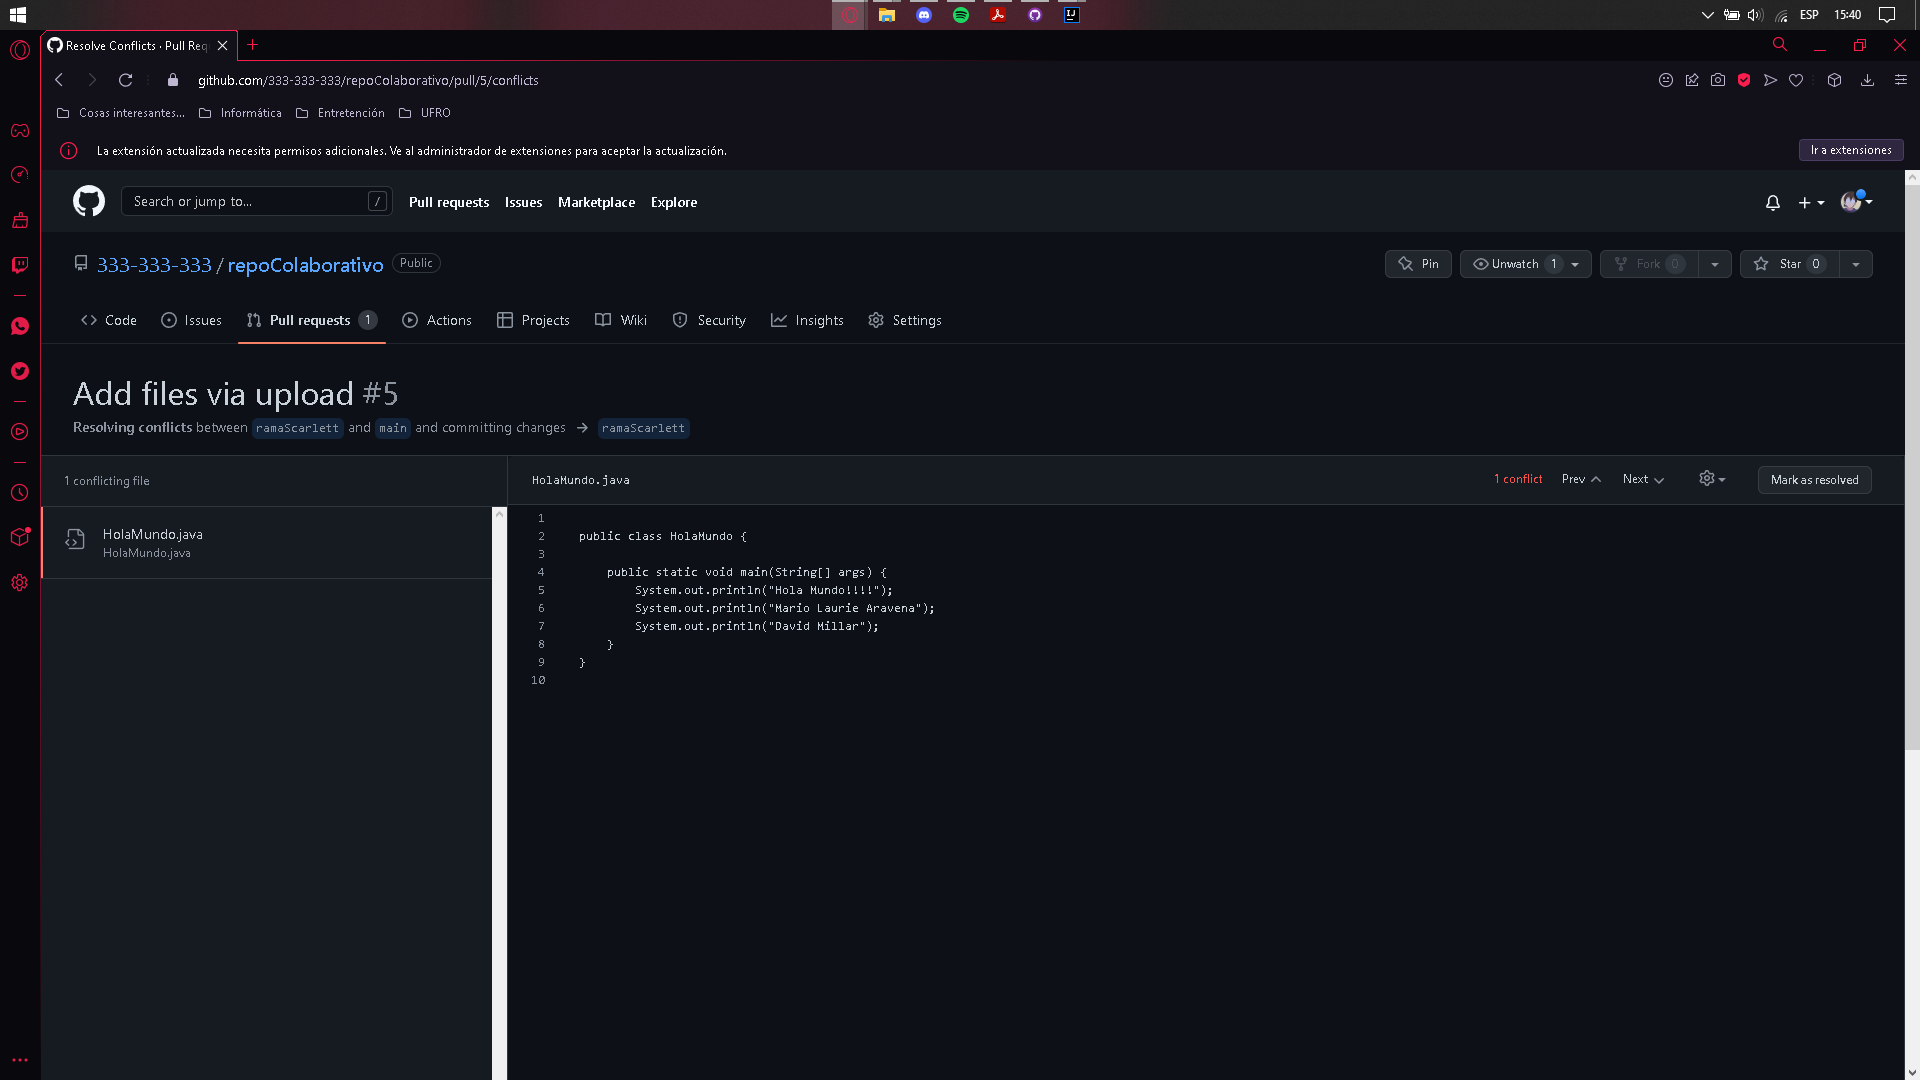 ESP 15:40
Resolve Conflicts · Pull Req
github.com/333-333-333/repoColaborativo/pull/5/conflicts
Cosas interesantes... Informática Entretención UFRO
La extensión actualizada necesita permisos adicionales. Ve al administrador de extensiones para aceptar la actualización. Ir a extensiones
Search or jump to... / Pull requests Issues Marketplace Explore
333-333-333 / repoColaborativo Public Pin Unwatch 1 Fork 0 Star 0
Code Issues Pull requests 1 Actions Projects Wiki Security Insights Settings
Add files via upload #5
Resolving conflicts between ramaScarlett and main and committing changes → ramaScarlett
1 conflicting file
HolaMundo.java
HolaMundo.java
HolaMundo.java 1 conflict Prev Next Mark as resolved
1
2 public class HolaMundo {
3
4 public static void main(String[] args) {
5 System.out.println("Hola Mundo!!!!");
6 System.out.println("Mario Laurie Aravena");
7 System.out.println("David Millar");
8 }
9 }
10